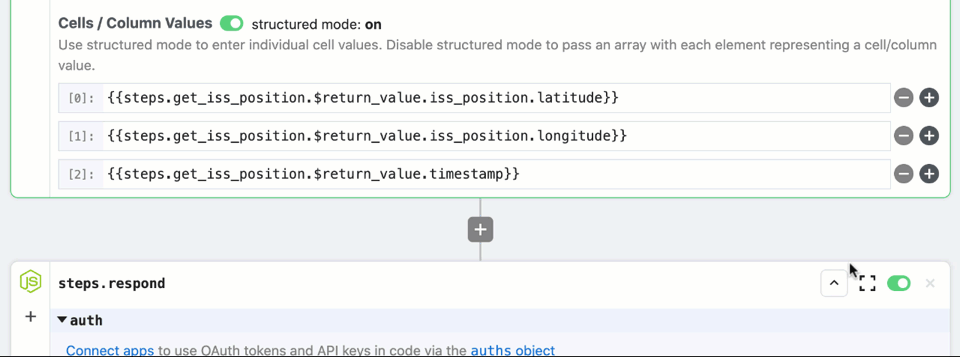 Cells / Column Values structured mode: on
Use structured mode to enter individual cell values. Disable structured mode to pass an array with each element representing a cell/column
value.
[0]: {{steps.get_iss_position.$return_value.iss_position.latitude}}
[1]: {{steps.get_iss_position.$return_value.iss_position.longitude}}
[2]: {{steps.get_iss_position.$return_value.timestamp}}
JS steps.respond
auth
Connect apps to use OAuth tokens and API keys in code via the auths object